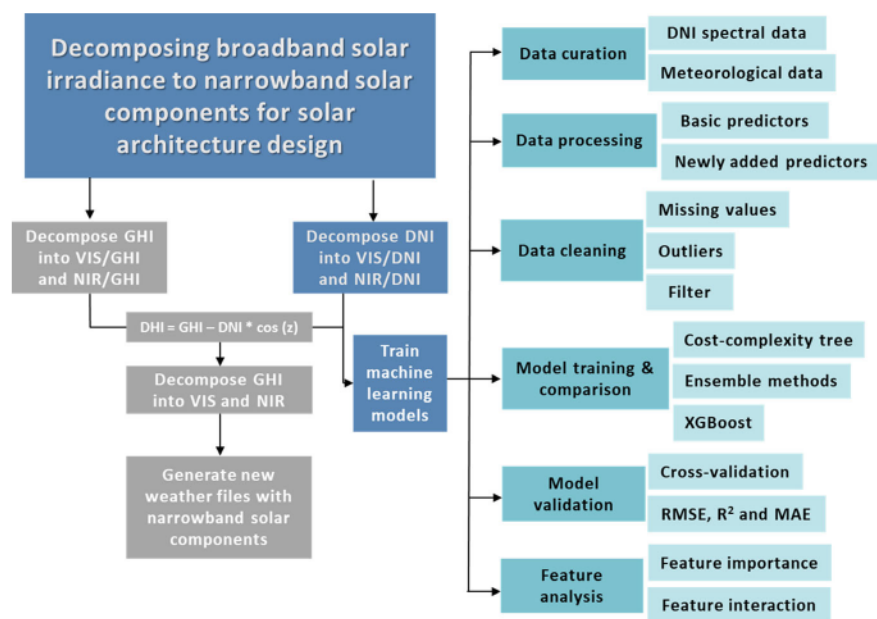 Decomposing broadband solar
irradiance to narrowband solar
components for solar
architecture design
Decompose GHI
into VIS/GHI
and NIR/GHI
Decompose DNI
into VIS/DNI
and NIR/DNI
DHI = GHI – DNI * cos (z)
Decompose GHI
into VIS and NIR
Generate new
weather files with
narrowband solar
components
Train
machine
learning
models
Data curation
DNI spectral data
Meteorological data
Data processing
Basic predictors
Newly added predictors
Data cleaning
Missing values
Outliers
Filter
Model training &
comparison
Cost-complexity tree
Ensemble methods
XGBoost
Model
validation
Cross-validation
RMSE, R² and MAE
Feature
analysis
Feature importance
Feature interaction